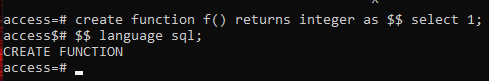 access=# create function f() returns integer as $$ select 1;
access$# $$ language sql;
CREATE FUNCTION
access=#